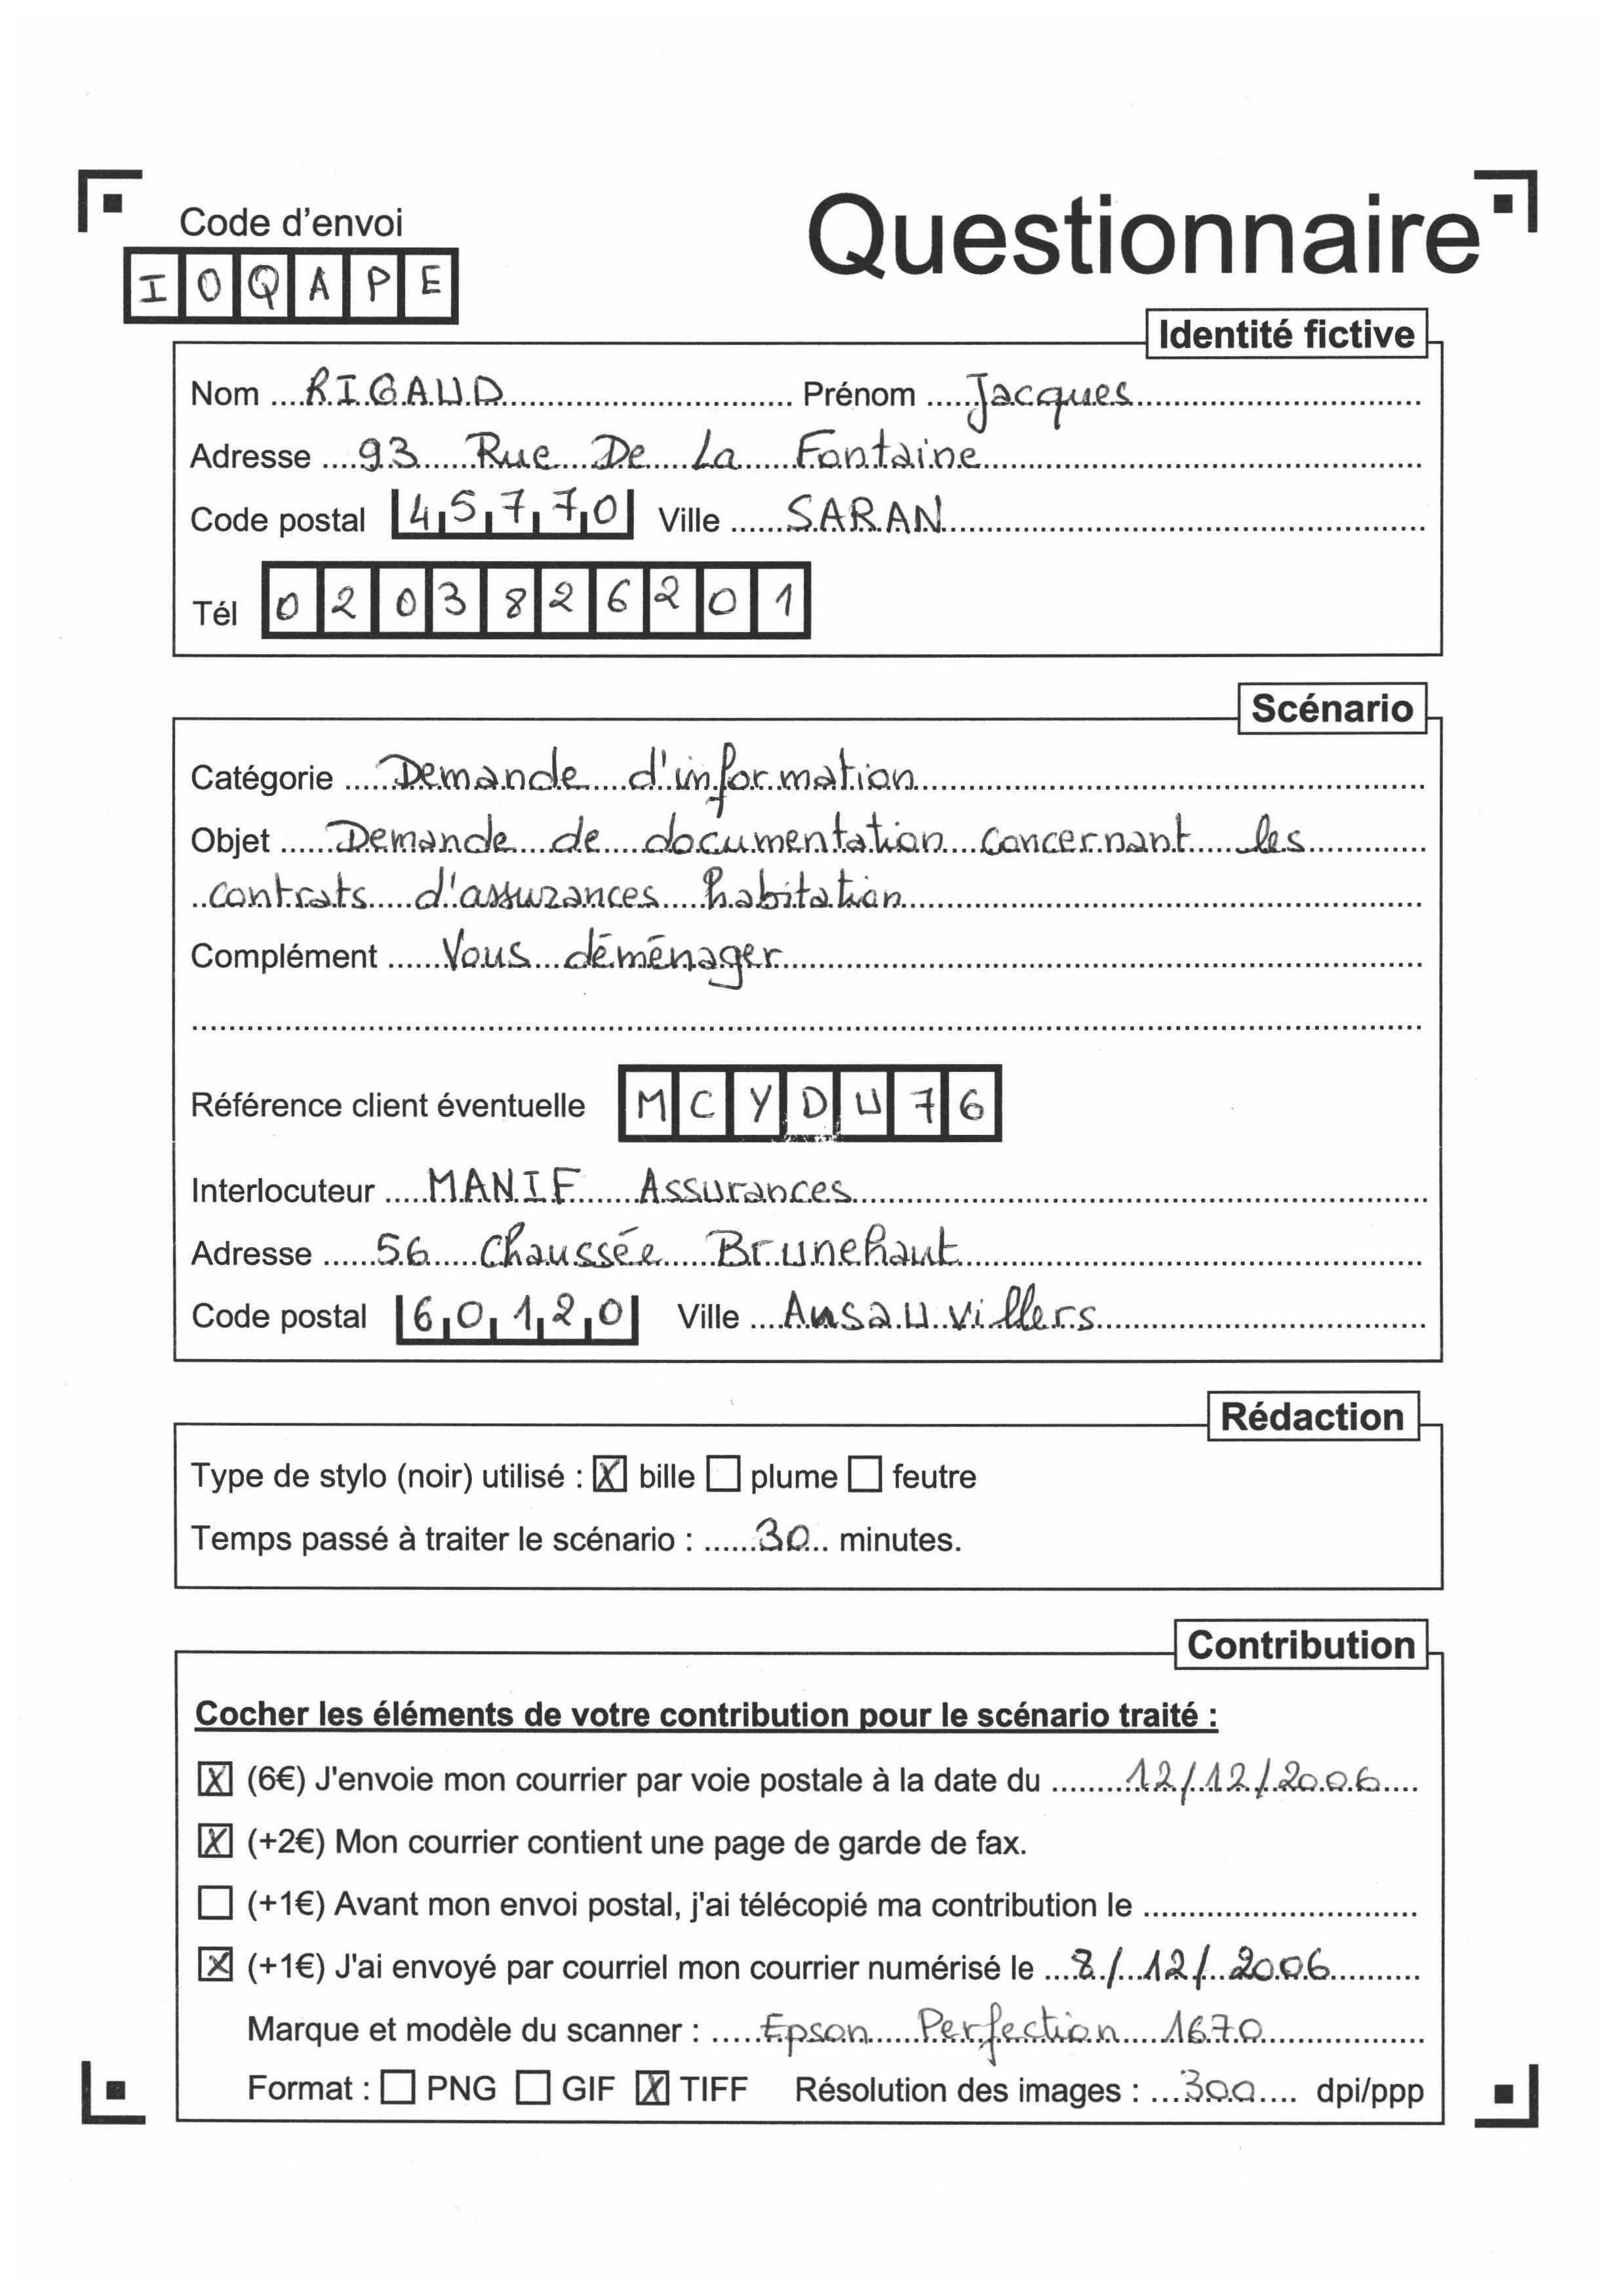 Code d'envoi
Questionnaire
IOQAPE
Identité fictive
Nom RIGAUD Prénom Jacques
Adresse 93 Rue De La Fontaine
Code postal 45770 Ville SARAN
Tél 0203826201
Scénario
Catégorie Demande d'information
Objet Demande de documentation concernant les
contrats d'assurances habitation
Complément Vous déménager
Référence client éventuelle MCYDU76
Interlocuteur MANIF Assurances
Adresse 56 Chaussée Brunehaut
Code postal 60120 Ville Ansauvillers
Rédaction
Type de stylo (noir) utilisé : ☒ bille ☐ plume ☐ feutre
Temps passé à traiter le scénario : 30 minutes.
Contribution
Cocher les éléments de votre contribution pour le scénario traité :
☒ (6€) J'envoie mon courrier par voie postale à la date du 12/12/2006
☒ (+2€) Mon courrier contient une page de garde de fax.
☐ (+1€) Avant mon envoi postal, j'ai télécopié ma contribution le
☒ (+1€) J'ai envoyé par courriel mon courrier numérisé le 8/12/2006
Marque et modèle du scanner : Epson Perfection 1670
Format : ☐ PNG ☐ GIF ☒ TIFF Résolution des images : 300 dpi/ppp